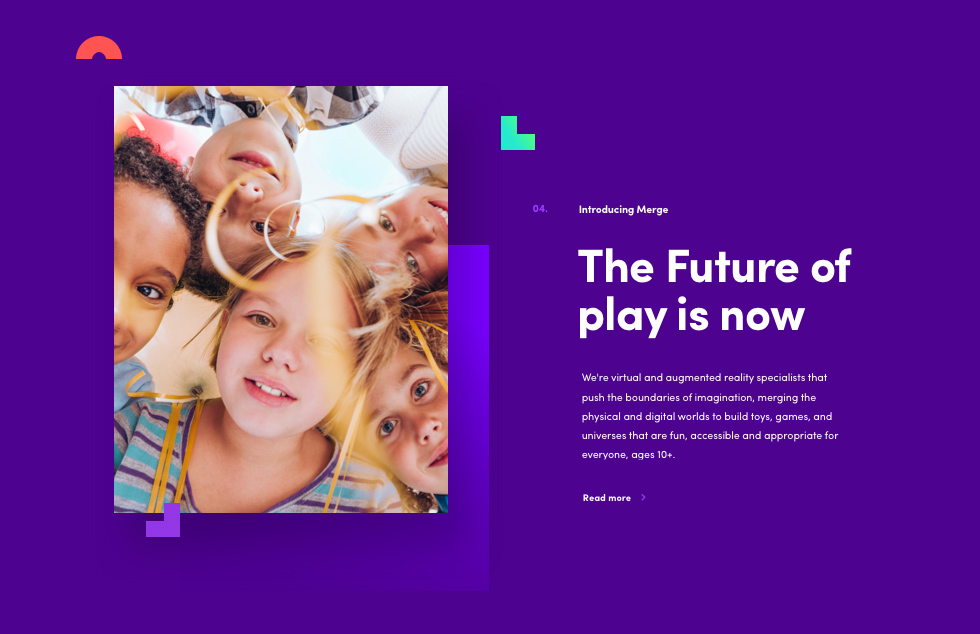 04.
Introducing Merge
The Future of
play is now
We're virtual and augmented reality specialists that
push the boundaries of imagination, merging the
physical and digital worlds to build toys, games, and
universes that are fun, accessible and appropriate for
everyone, ages 10+.
Read more